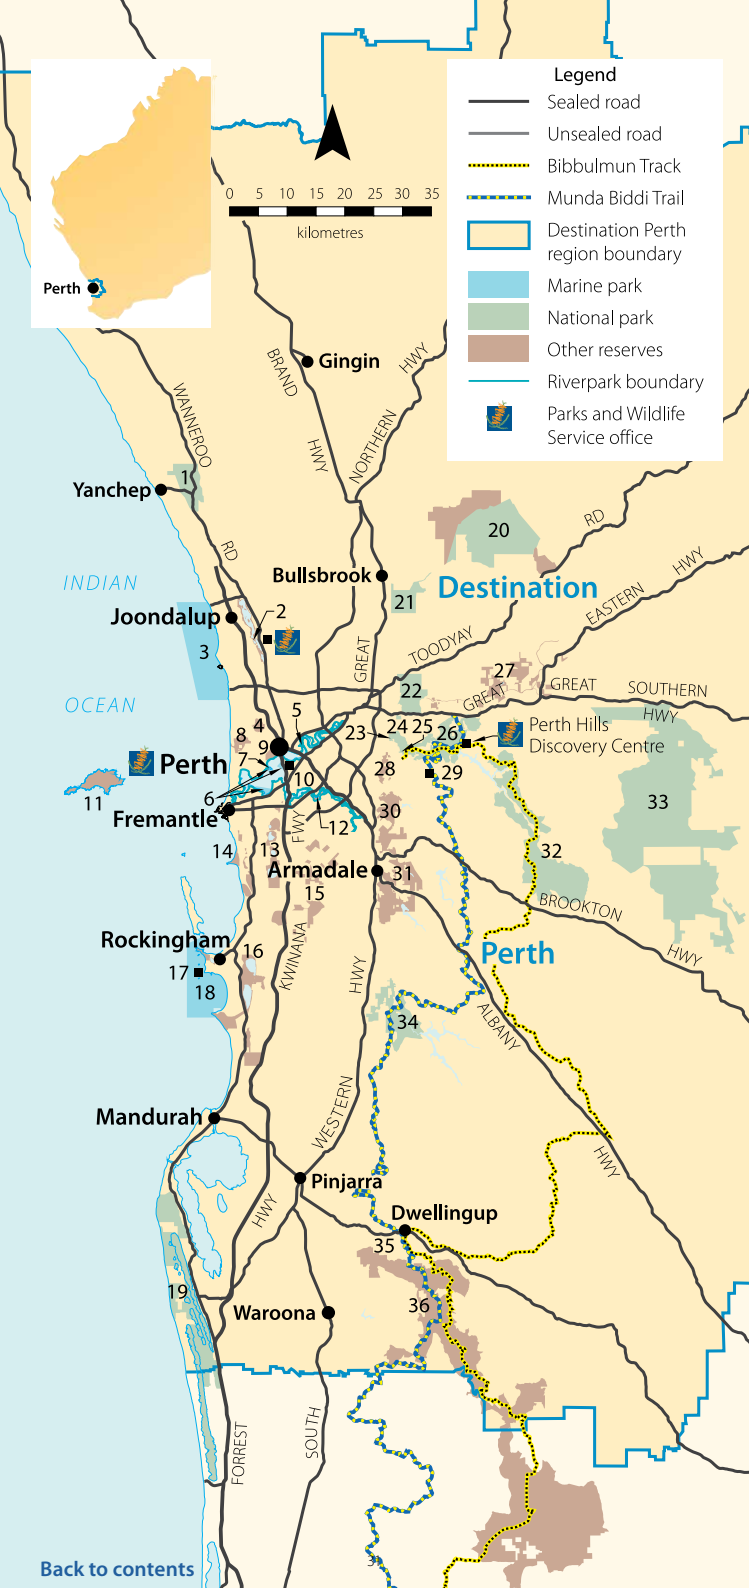 Legend
Sealed road
Unsealed road
Bibbulmun Track
Munda Biddi Trail
Destination Perth
region boundary
Marine park
National park
Other reserves
Riverpark boundary
Parks and Wildlife
Service office
0 5 10 15 20 25 30 35
kilometres
Perth
Gingin
BRAND
HWY
NORTHERN
HWY
WANNEROO
RD
1
Yanchep
20
RD
INDIAN
Bullsbrook
Destination
EASTERN
HWY
21
2
Joondalup
3
GREAT
TOODYAY
27
OCEAN
22
GREAT
GREAT
SOUTHERN
HWY
5
4
8
9
7
23
24
25
26
Perth Hills
Discovery Centre
Perth
10
28
29
11
6
Fremantle
12
30
33
FWY
13
14
32
Armadale
31
15
BROOKTON
HWY
Rockingham
16
KWINANA
HWY
Perth
17
18
34
ALBANY
HWY
Mandurah
WESTERN
Pinjarra
HWY
Dwellingup
35
19
36
Waroona
FORREST
SOUTH
Back to contents